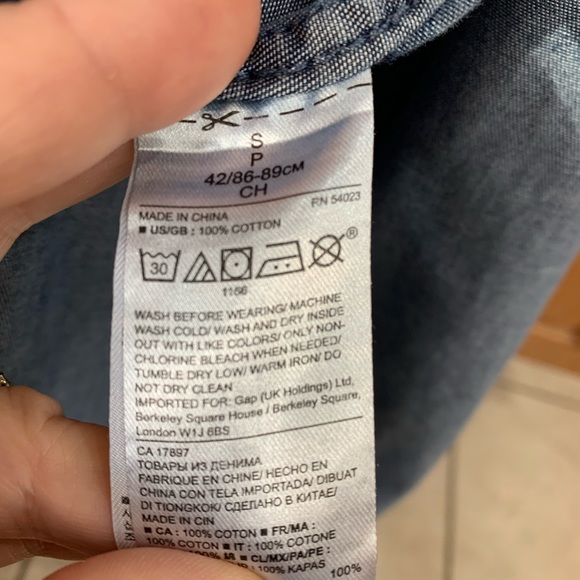 S
P
42/86-89CM
CH
RN 54023
MADE IN CHINA
■ US/GB : 100% COTTON
30
®
1166
WASH BEFORE WEARING/ MACHINE
WASH COLD/ WASH AND DRY INSIDE
OUT WITH LIKE COLORS/ ONLY NON-
CHLORINE BLEACH WHEN NEEDED/
TUMBLE DRY LOW/ WARM IRON/ DO
NOT DRY CLEAN
IMPORTED FOR: Gap (UK Holdings) Ltd,
Berkeley Square House / Berkeley Square,
London W1J 6BS
CA 17897
ТОВАРЫ ИЗ ДЕНИМА
FABRIQUÉ EN CHINE/ HECHO EN
CHINA CON TELA IMPORTADA/ DIBUAT
DI TIONGKOK/ СДЕЛАНО В КИТАЕ/
MADE IN CIN
■ CA : 100% COTON ■ FR/MA :
100% COTON ■ IT : 100% COTONE
■ CL/MX/PA/PE :
100% KAPAS
100%